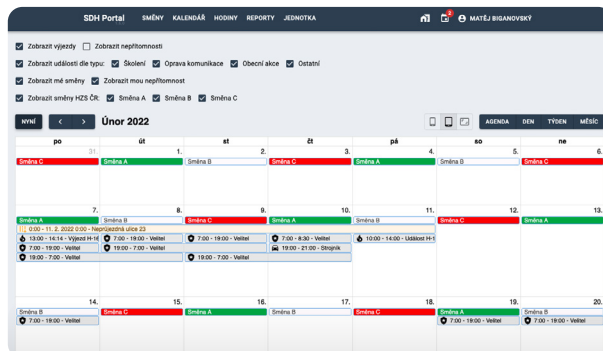 SDH Portal SMĚNY KALENDÁŘ HODINY REPORTY JEDNOTKA 2 MATĚJ BIGANOVSKÝ
Zobrazit výjezdy Zobrazit nepřítomnosti
Zobrazit události dle typu: Školení Oprava komunikace Obecní akce Ostatní
Zobrazit mé směny Zobrazit mou nepřítomnost
Zobrazit směny HZS ČR: Směna A Směna B Směna C
NYNÍ Únor 2022 AGENDA DEN TÝDEN MĚSÍC
po út st čt pá so ne
31. 1. 2. 3. 4. 5. 6.
Směna C Směna A Směna B Směna C Směna A Směna B Směna C
7. 8. 9. 10. 11. 12. 13.
Směna A Směna B Směna C Směna A Směna B Směna C Směna A
0:00 - 11. 2. 2022 0:00 - Neprůjezdná ulice 23
13:00 - 14:14 - Výjezd H-16 7:00 - 19:00 - Velitel 7:00 - 19:00 - Velitel 7:00 - 8:30 - Velitel 10:00 - 14:00 - Událost H-1
7:00 - 19:00 - Velitel 19:00 - 7:00 - Velitel 19:00 - 21:00 - Strojník
19:00 - 7:00 - Velitel 19:00 - 7:00 - Velitel
14. 15. 16. 17. 18. 19. 20.
Směna B Směna C Směna A Směna B Směna C Směna A Směna B
7:00 - 19:00 - Velitel 7:00 - 19:00 - Velitel 7:00 - 19:00 - Velitel